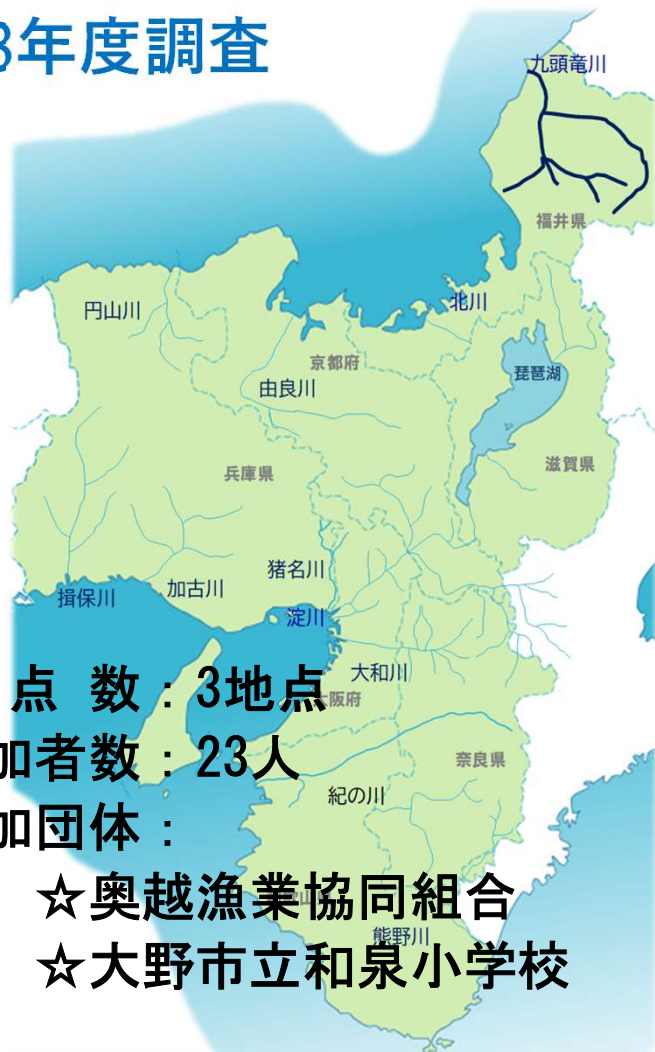 3年度調査
九頭竜川
福井県
円山川
北川
京都府
琵琶湖
由良川
滋賀県
兵庫県
猪名川
加古川
揖保川
淀川
大和川
点 数：3地点
大阪府
加者数：23人
奈良県
紀の川
加団体：
☆奥越漁業協同組合
熊野川
☆大野市立和泉小学校